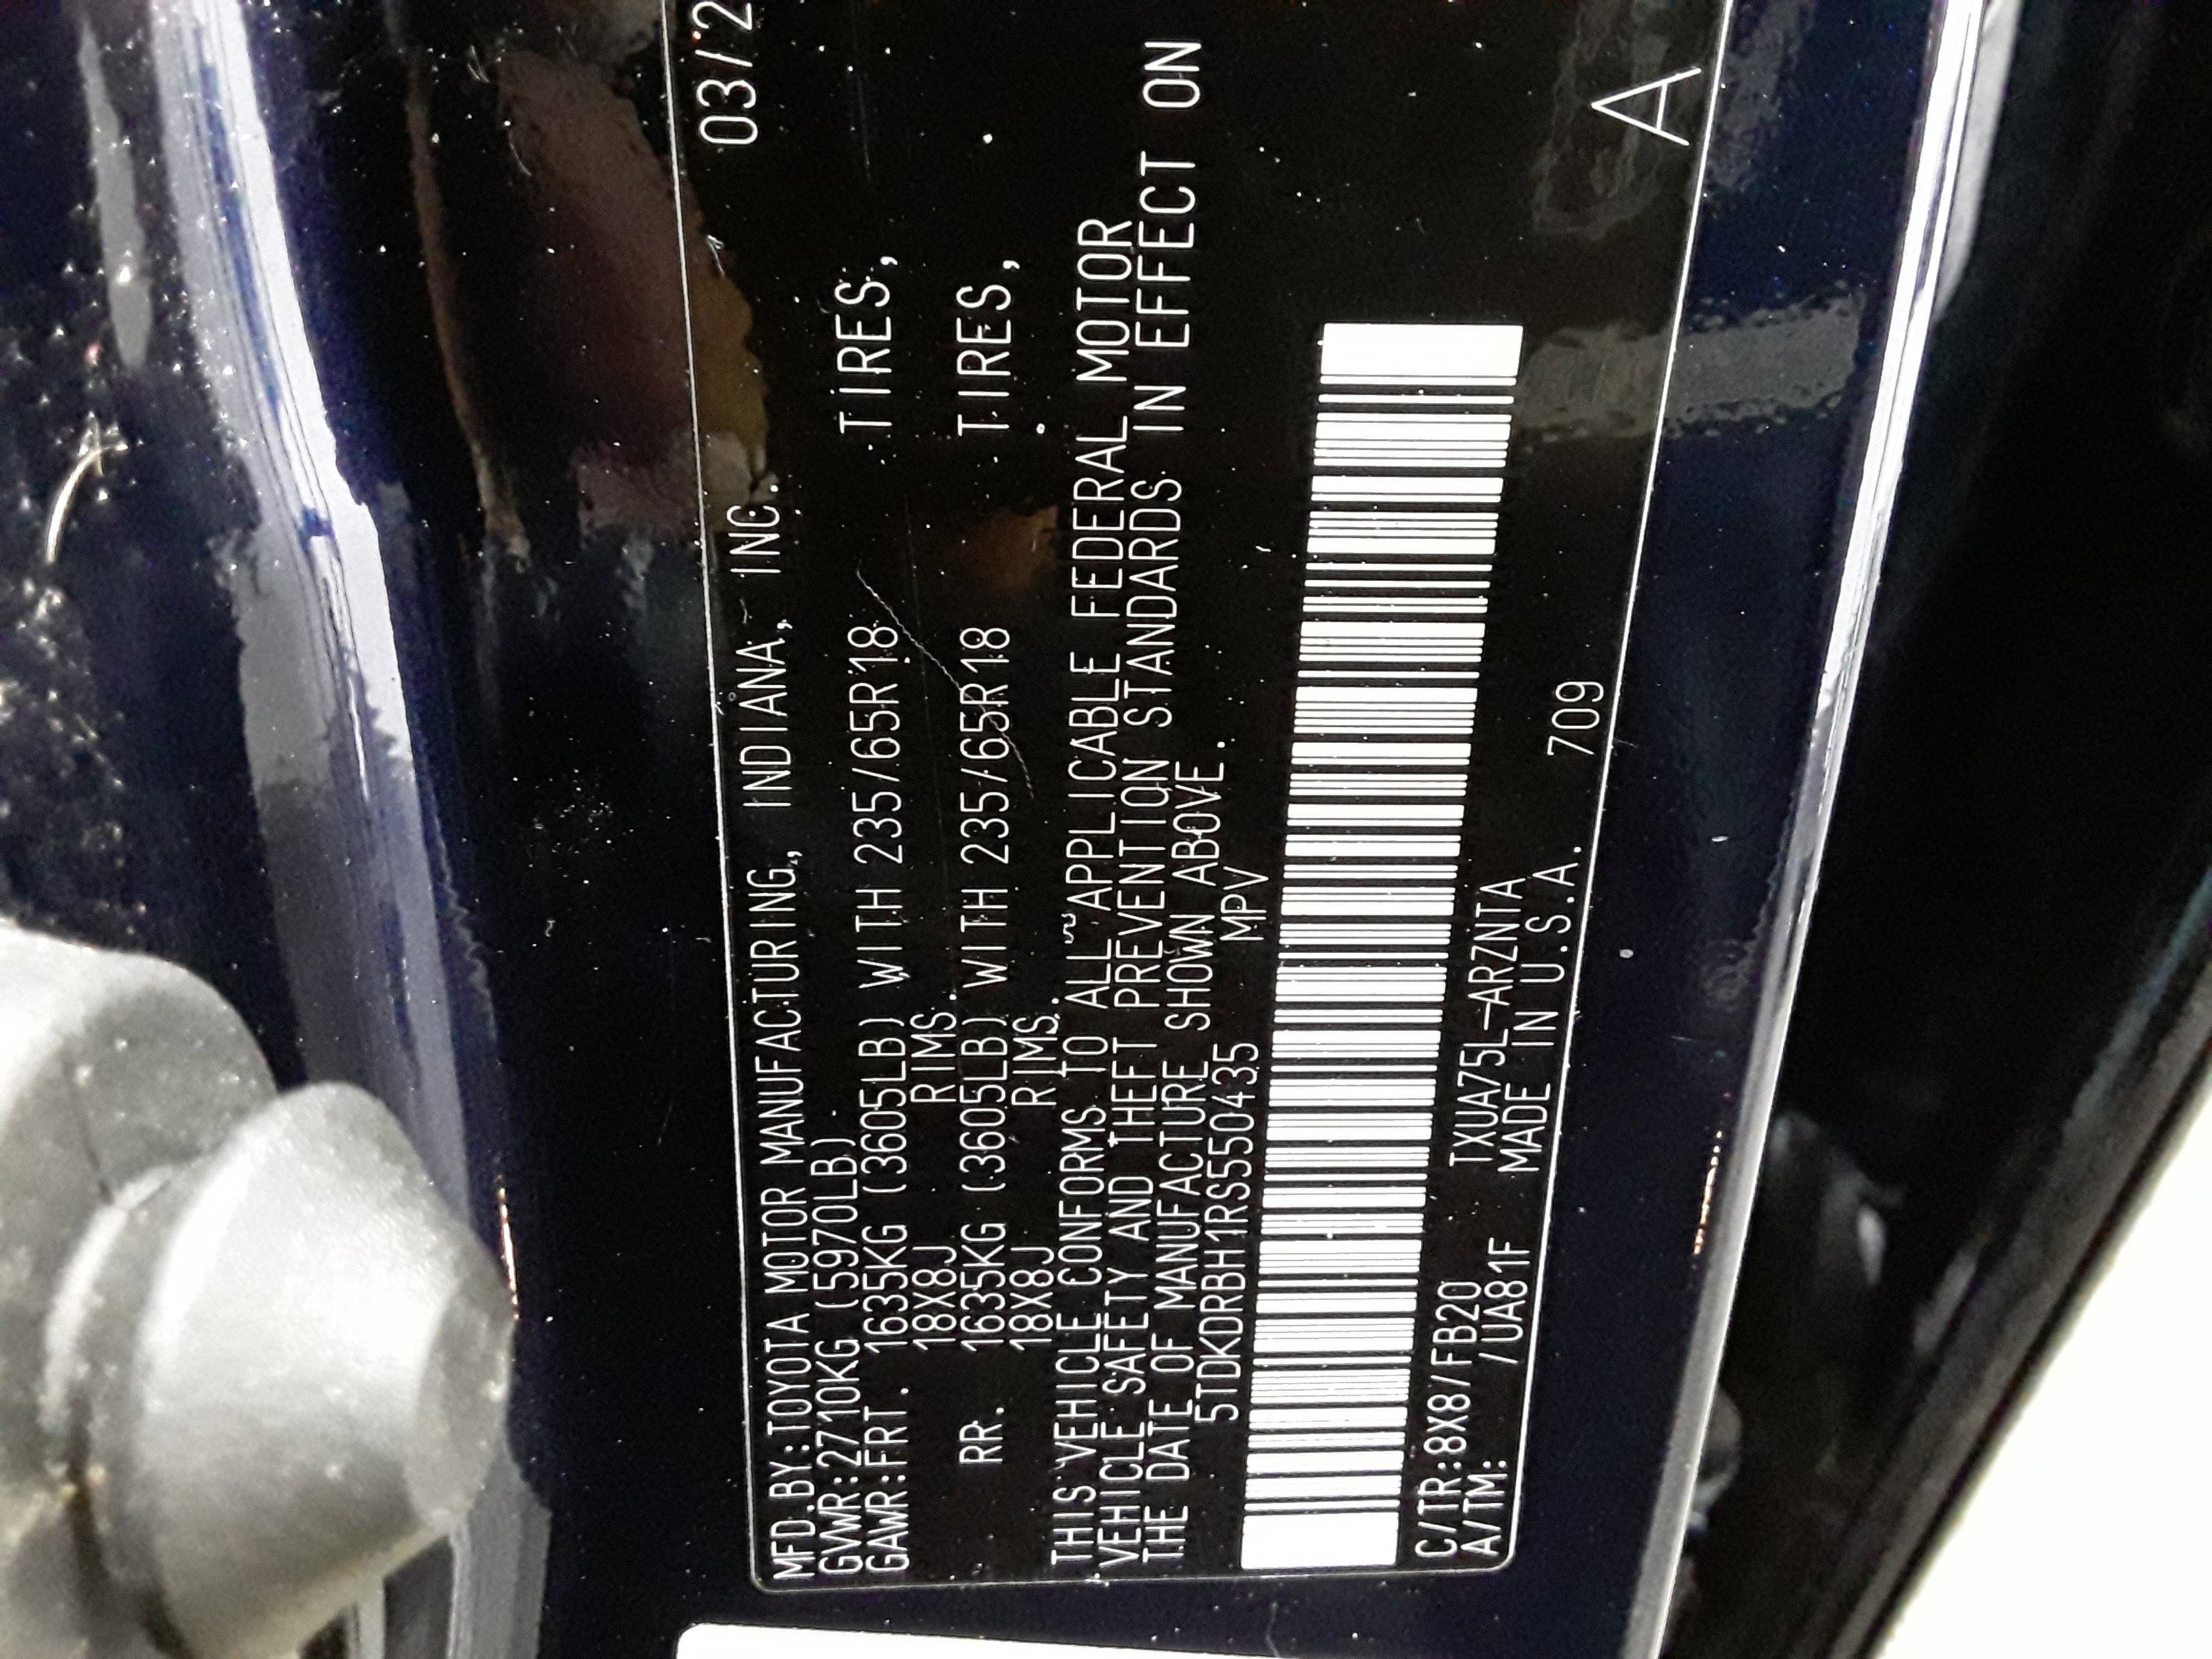 MFD.BY:TOYOTA MOTOR MANUFACTURING, INDIANA, INC. 03/2
GVWR:2710KG (5970LB)
GAWR:FRT. 1635KG (3605LB) WITH 235/65R18 TIRES,
18X8J RIMS.
RR. 1635KG (3605LB) WITH 235/65R18 TIRES,
18X8J RIMS.
THIS VEHICLE CONFORMS TO ALL APPLICABLE FEDERAL MOTOR
VEHICLE SAFETY AND THEFT PREVENTION STANDARDS IN EFFECT ON
THE DATE OF MANUFACTURE SHOWN ABOVE.
5TDKDRBH1RS550435 MPV
C/TR:8X8/FB20 TXUA75L-ARZNTA A
A/TM: /UA81F MADE IN U.S.A. 709